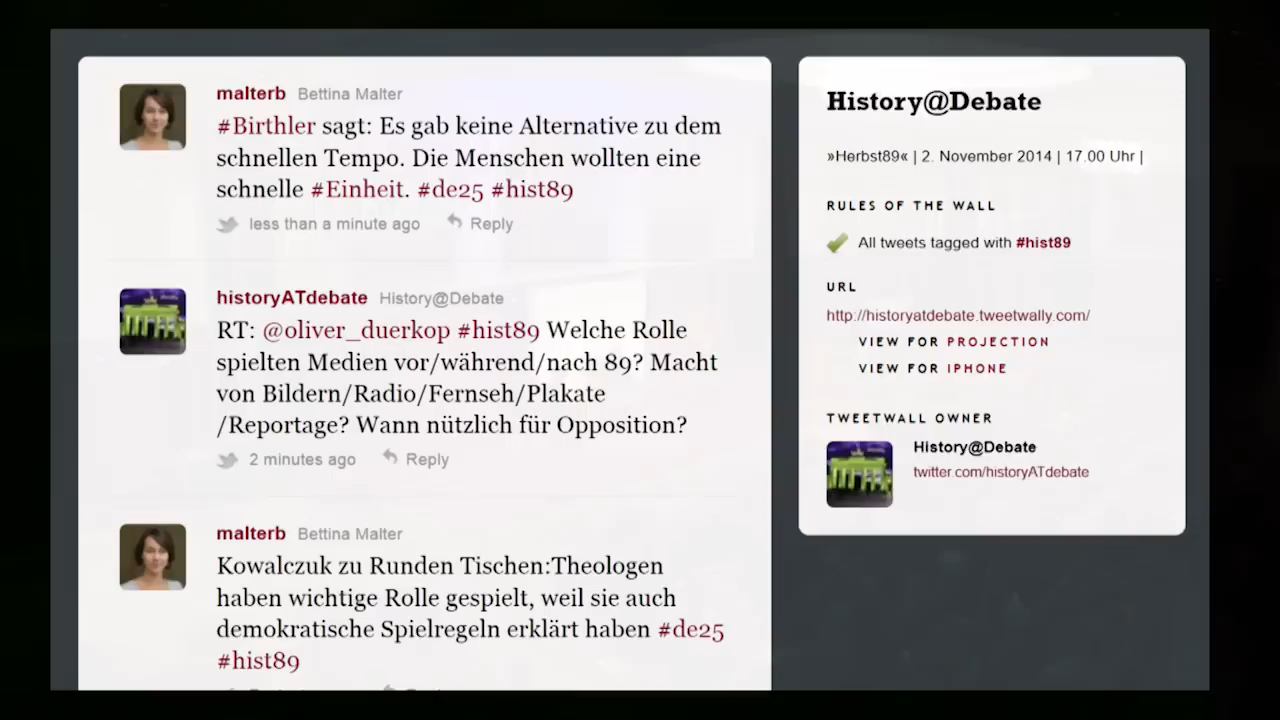 malterb Bettina Malter
#Birthler sagt: Es gab keine Alternative zu dem
schnellen Tempo. Die Menschen wollten eine
schnelle #Einheit. #de25 #hist89
less than a minute ago Reply
historyATdebate History@Debate
RT: @oliver_duerkop #hist89 Welche Rolle
spielten Medien vor/während/nach 89? Macht
von Bildern/Radio/Fernseh/Plakate
/Reportage? Wann nützlich für Opposition?
2 minutes ago Reply
malterb Bettina Malter
Kowalczuk zu Runden Tischen:Theologen
haben wichtige Rolle gespielt, weil sie auch
demokratische Spielregeln erklärt haben #de25
#hist89
History@Debate
»Herbst89« | 2. November 2014 | 17.00 Uhr |
RULES OF THE WALL
All tweets tagged with #hist89
URL
http://historyatdebate.tweetwally.com/
VIEW FOR PROJECTION
VIEW FOR IPHONE
TWEETWALL OWNER
History@Debate
twitter.com/historyATdebate